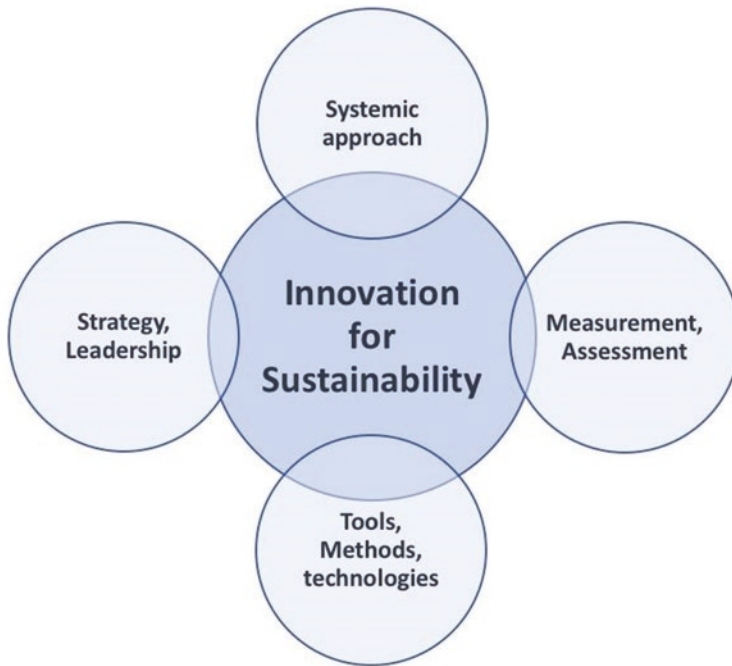 Systemic
approach
Strategy,
Leadership
Innovation
for
Sustainability
Measurement,
Assessment
Tools,
Methods,
technologies